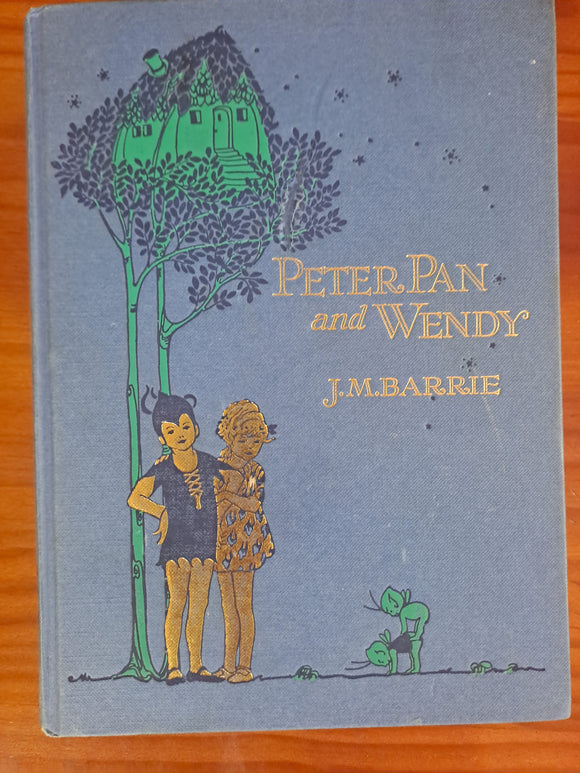 PETER PAN
and WENDY
J.M.BARRIE